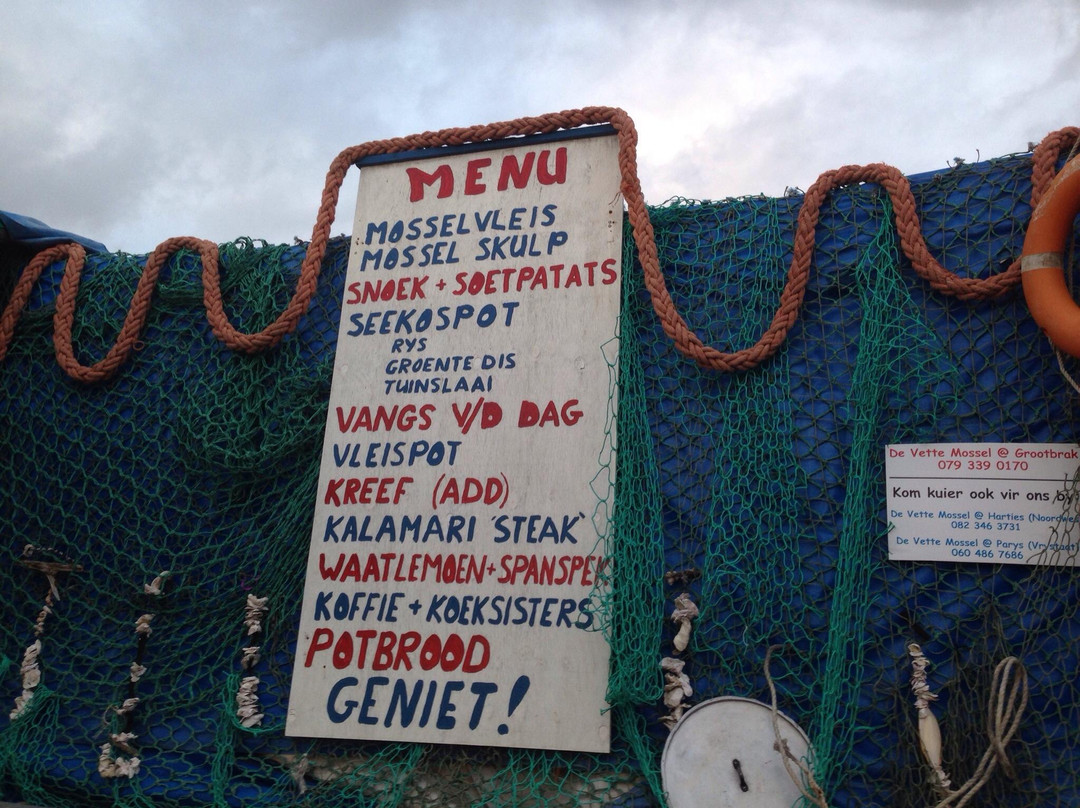 MENU
MOSSELVLEIS
MOSSEL SKULP
SNOEK + SOETPATATS
SEEKOSPOT
RYS
GROENTE DIS
TUINSLAAI
VANGS V/D DAG
VLEISPOT
KREEF (ADD)
KALAMARI 'STEAK'
WAATLEMOEN + SPANSPEK
KOFFIE + KOEKSISTERS
POTBROOD
GENIET!
De Vette Mossel @ Grootbrak
079 339 0170
Kom kuier ook vir ons by
De Vette Mossel @ Harties
082 346 3731
De Vette Mossel @ Parys (Vrystaat)
060 486 7686